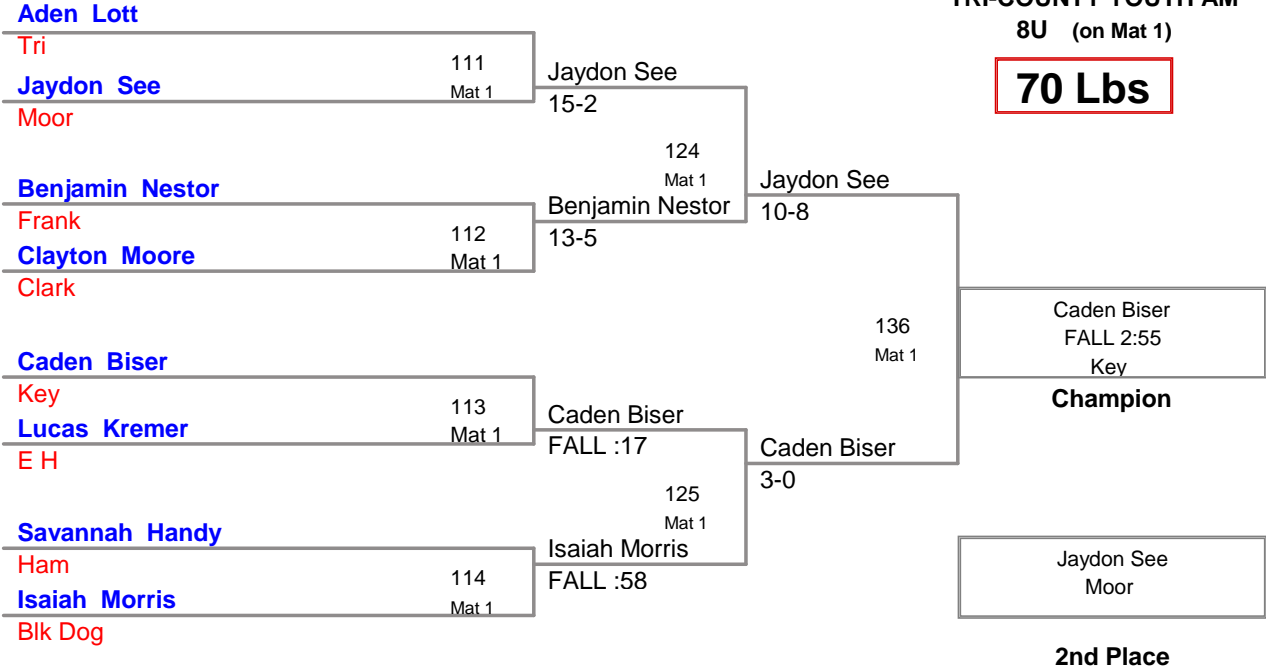 TRI-COUNTY YOUTH AM
8U (on Mat 1)
70 Lbs
Aden Lott
Tri
Jaydon See
Moor
111
Mat 1
Jaydon See
15-2
Benjamin Nestor
Frank
Clayton Moore
Clark
112
Mat 1
Benjamin Nestor
13-5
124
Mat 1
Jaydon See
10-8
Caden Biser
Key
Lucas Kremer
E H
113
Mat 1
Caden Biser
FALL :17
Savannah Handy
Ham
Isaiah Morris
Blk Dog
114
Mat 1
Isaiah Morris
FALL :58
125
Mat 1
Caden Biser
3-0
136
Mat 1
Caden Biser
FALL 2:55
Key
Champion
Jaydon See
Moor
2nd Place